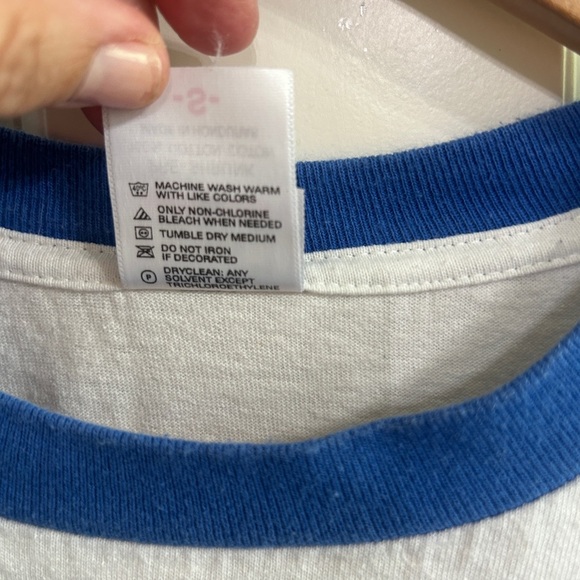 -S-
MACHINE WASH WARM
WITH LIKE COLORS
ONLY NON-CHLORINE
BLEACH WHEN NEEDED
TUMBLE DRY MEDIUM
DO NOT IRON
IF DECORATED
DRYCLEAN: ANY
SOLVENT EXCEPT
TRICHLOROETHYLENE